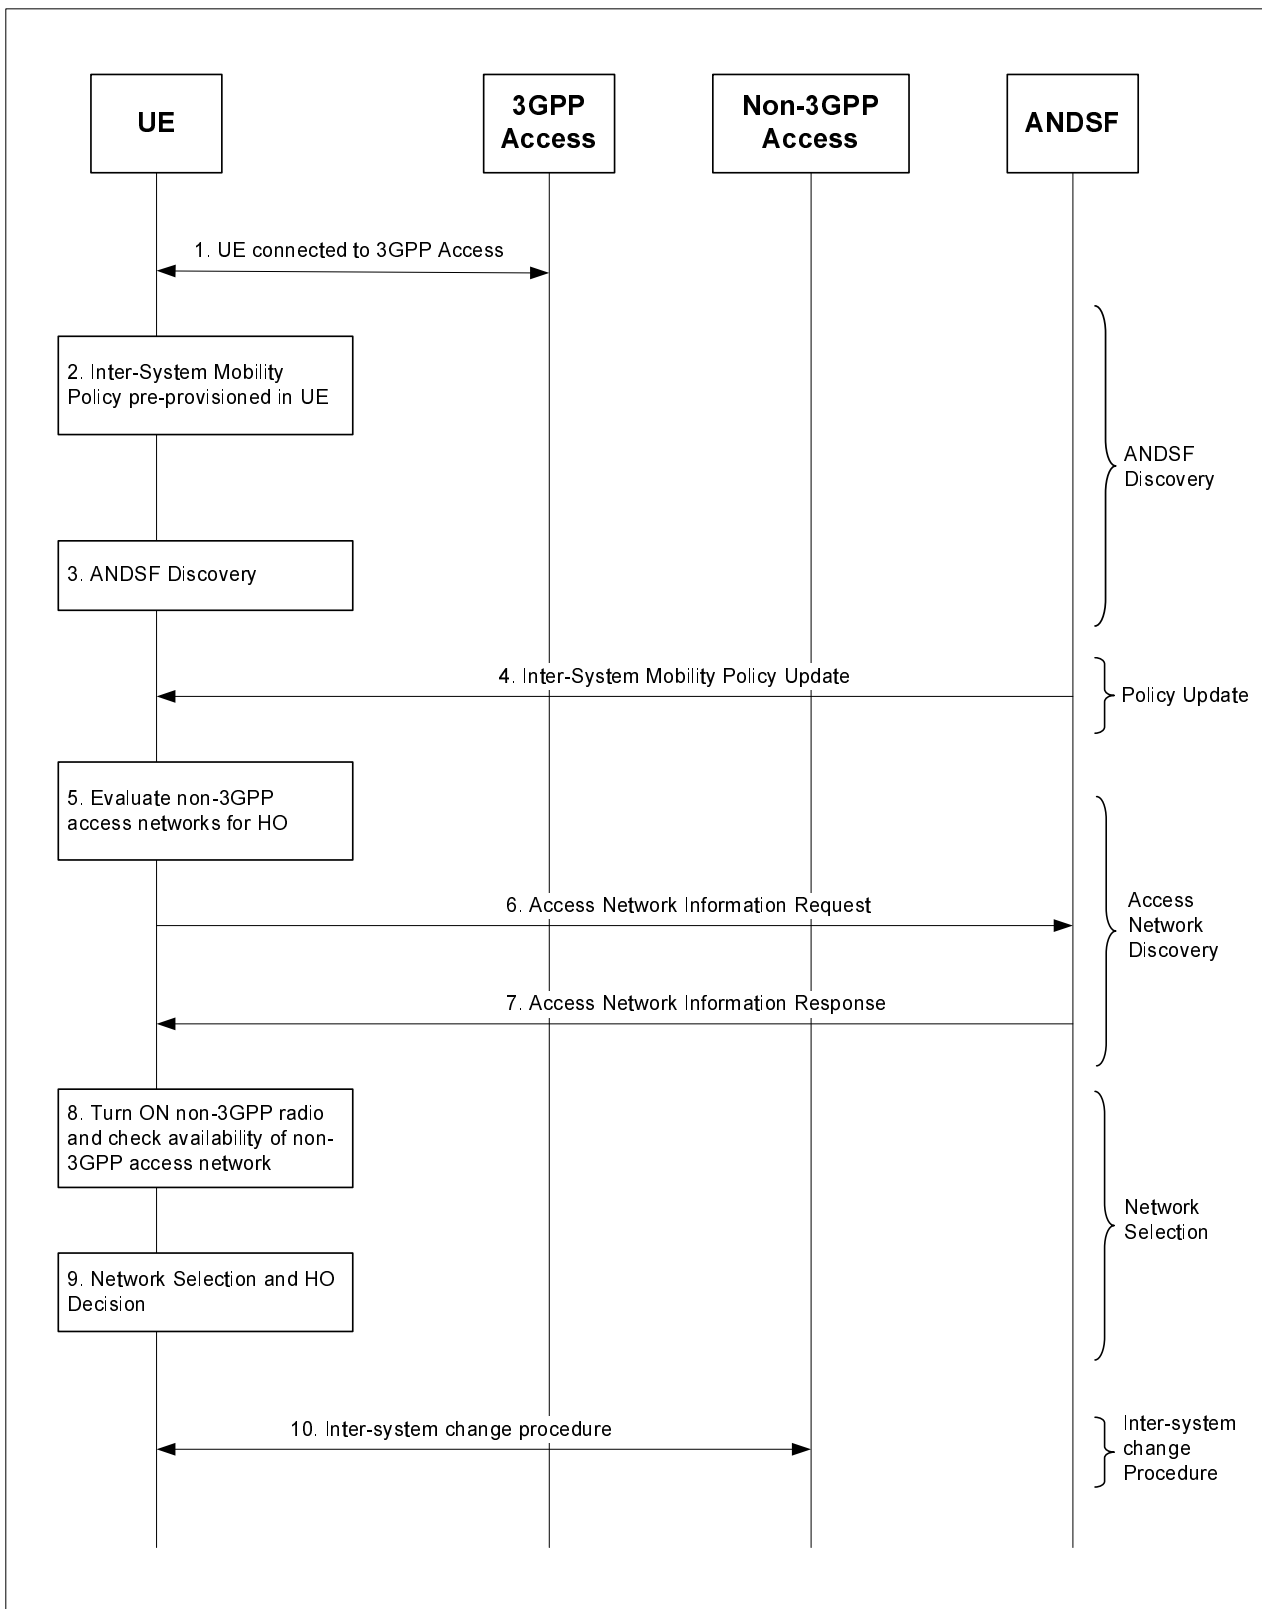 UE
3GPP
Access
Non-3GPP
Access
ANDSF
1. UE connected to 3GPP Access
2. Inter-System Mobility
Policy pre-provisioned in UE
ANDSF
Discovery
3. ANDSF Discovery
4. Inter-System Mobility Policy Update
Policy Update
5. Evaluate non-3GPP
access networks for HO
6. Access Network Information Request
Access
Network
Discovery
7. Access Network Information Response
8. Turn ON non-3GPP radio
and check availability of non-
3GPP access network
Network
Selection
9. Network Selection and HO
Decision
10. Inter-system change procedure
Inter-system
change
Procedure